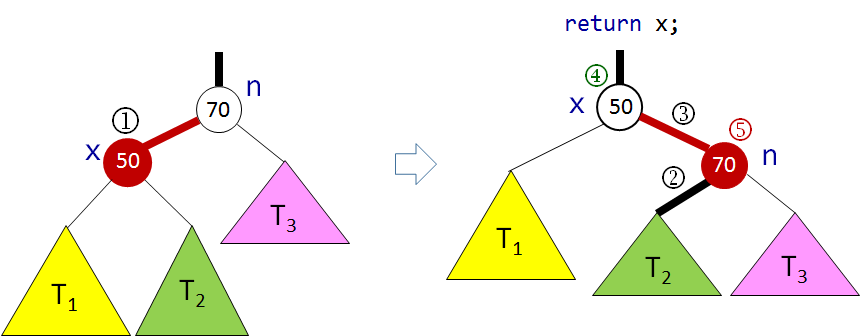 return x;
n
70
①
x
50
T3
T1
T2
④
x
50
③
⑤
70
n
②
T1
T2
T3